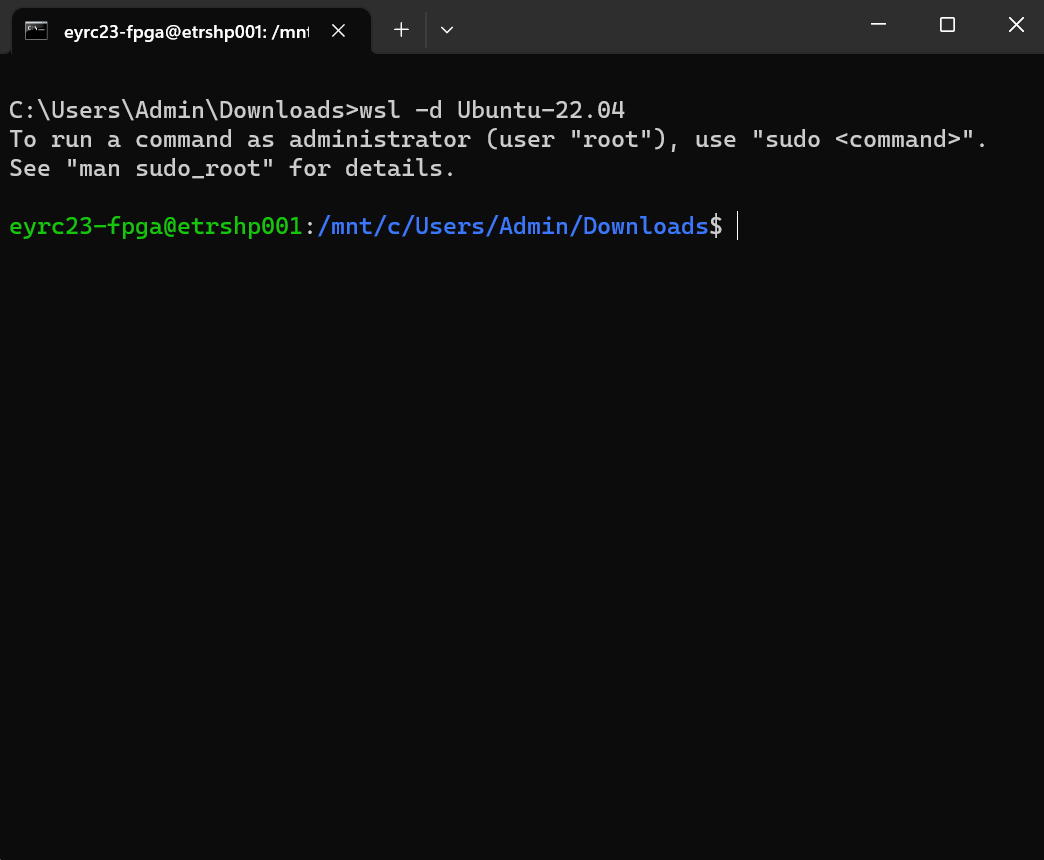 eyrc23-fpga@etrshp001: /mnt
C:\Users\Admin\Downloads>wsl -d Ubuntu-22.04
To run a command as administrator (user "root"), use "sudo <command>".
See "man sudo_root" for details.
eyrc23-fpga@etrshp001:/mnt/c/Users/Admin/Downloads$